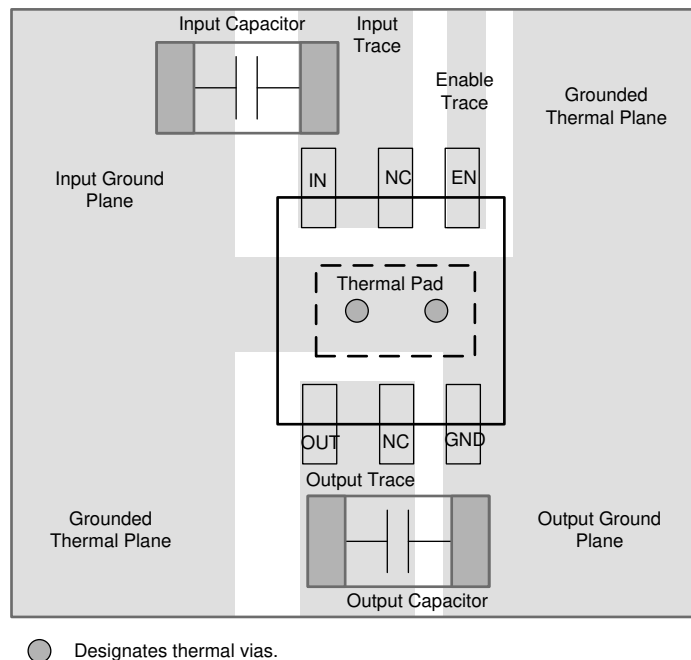 Input Capacitor
Input
Trace
Enable
Trace
Grounded
Thermal Plane
Input Ground
Plane
IN
NC
EN
Thermal Pad
OUT
NC
GND
Output Trace
Grounded
Thermal Plane
Output Ground
Plane
Output Capacitor
Designates thermal vias.